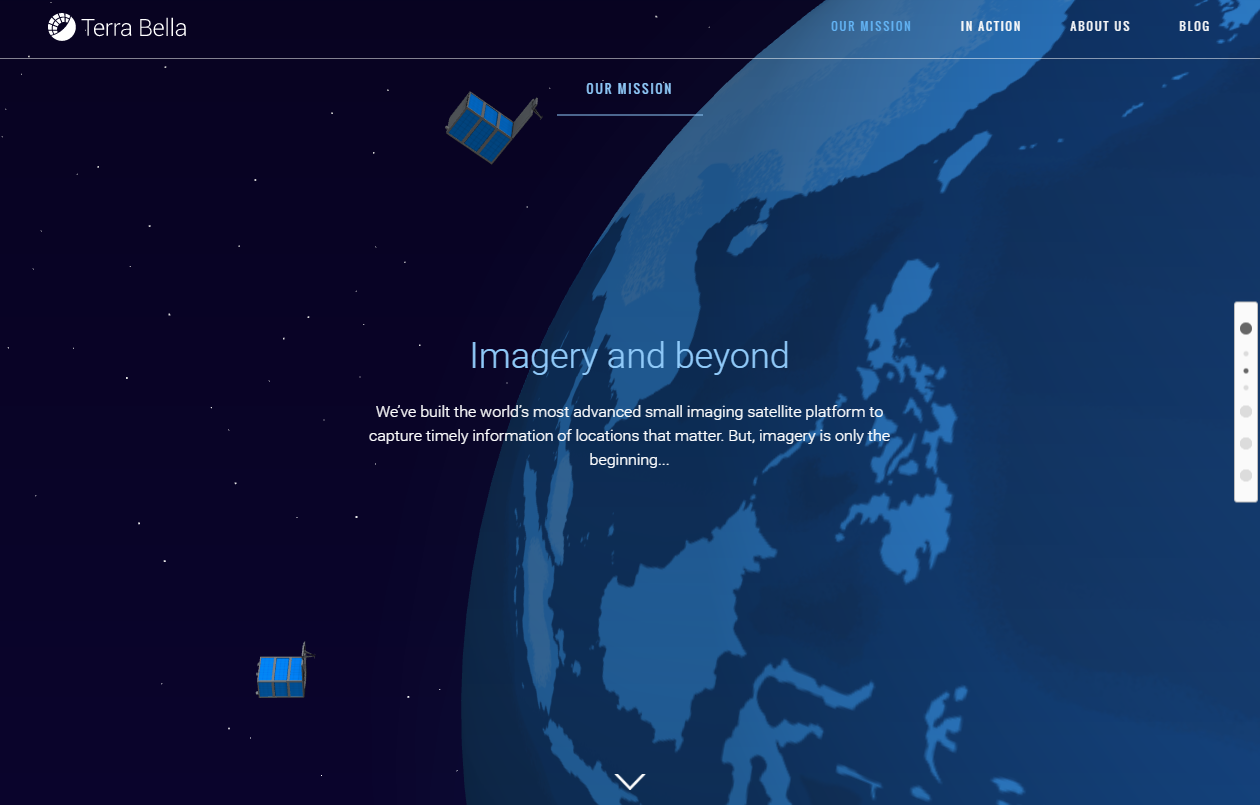 Terra Bella
OUR MISSION
IN ACTION
ABOUT US
BLOG
OUR MISSION
Imagery and beyond
We’ve built the world’s most advanced small imaging satellite platform to
capture timely information of locations that matter. But, imagery is only the
beginning...